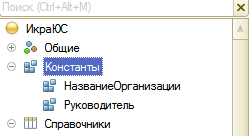 Поиск (Ctrl+Alt+M)
ИкраЮС
Общие
Константы
НазваниеОрганизации
Руководитель
Справочники